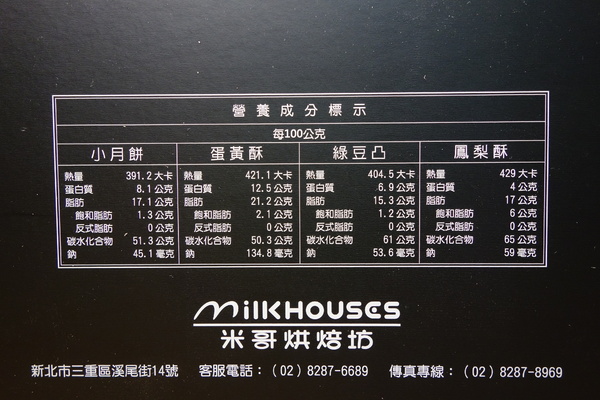 營養成分標示
每100公克
小月餅 蛋黃酥 綠豆凸 鳳梨酥
熱量 391.2大卡 熱量 421.1大卡 熱量 404.5大卡 熱量 429大卡
蛋白質 8.1公克 蛋白質 12.5公克 蛋白質 6.9公克 蛋白質 4公克
脂肪 17.1公克 脂肪 21.2公克 脂肪 15.3公克 脂肪 17公克
飽和脂肪 1.3公克 飽和脂肪 2.1公克 飽和脂肪 1.2公克 飽和脂肪 6公克
反式脂肪 0公克 反式脂肪 0公克 反式脂肪 0公克 反式脂肪 0公克
碳水化合物 51.3公克 碳水化合物 50.3公克 碳水化合物 61公克 碳水化合物 65公克
鈉 45.1毫克 鈉 134.8毫克 鈉 53.6毫克 鈉 59毫克
MilKHOUSES
米哥烘焙坊
新北市三重區溪尾街14號 客服電話：(02) 8287-6689 傳真專線：(02) 8287-8969